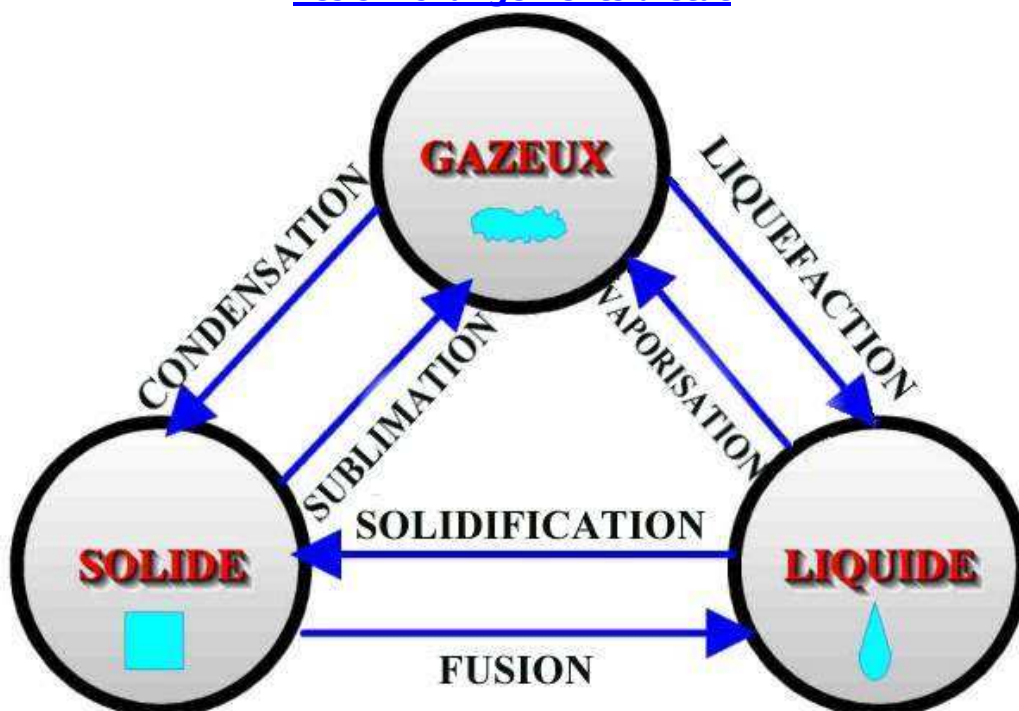 GAZEUX
CONDENSATION
LIQUEFACTION
SUBLIMATION
VAPORISATION
SOLIDIFICATION
SOLIDE
LIQUIDE
FUSION